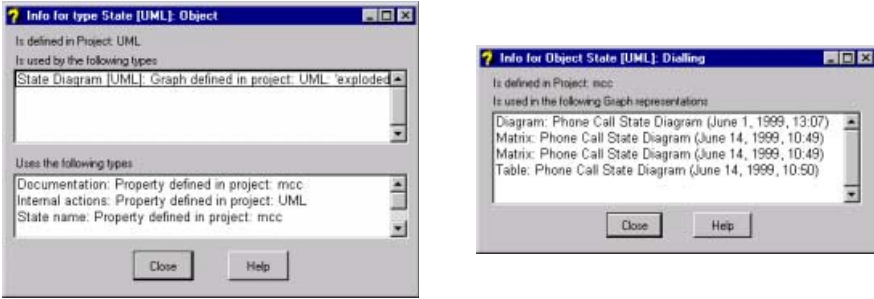 Info for type State [UML]: Object
Is defined in Project: UML
Is used by the following types
State Diagram [UML]: Graph defined in project: UML: 'exploded
Uses the following types
Documentation: Property defined in project: mcc
Internal actions: Property defined in project: UML
State name: Property defined in project: mcc
Close
Help
Info for Object State [UML]: Dialling
Is defined in Project: mcc
Is used in the following Graph representations
Diagram: Phone Call State Diagram (June 1, 1999, 13:07)
Matrix: Phone Call State Diagram (June 14, 1999, 10:49)
Matrix: Phone Call State Diagram (June 14, 1999, 10:49)
Table: Phone Call State Diagram (June 14, 1999, 10:50)
Close
Help